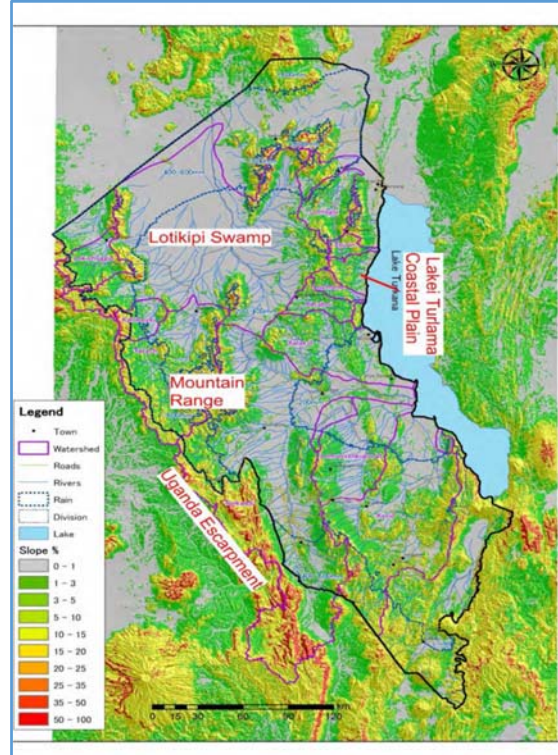 400-600mm
Lotikipi Swamp
Lakei Turlama
Coastal Plain
Lake Turkana
Mountain
Range
Uganda Escarpment
Legend
Town
Watershed
Roads
Rivers
Rain
Division
Lake
Slope %
0 - 1
1 - 3
3 - 5
5 - 10
10 - 15
15 - 20
20 - 25
25 - 35
35 - 50
50 - 100
0 15 30 60 90 120